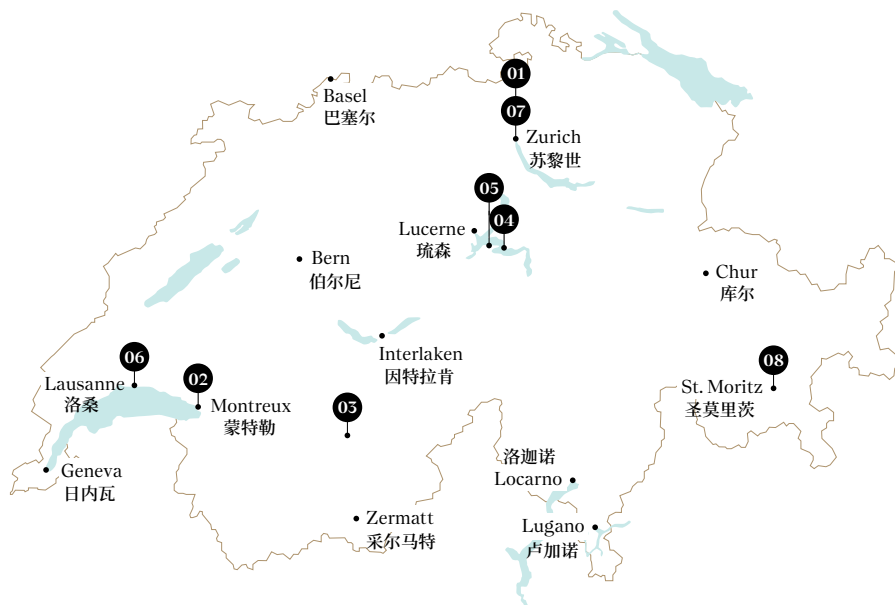 01
Basel
巴塞尔
07
Zurich
苏黎世
05
04
Lucerne
琉森
Bern
伯尔尼
Chur
库尔
Interlaken
因特拉肯
06
Lausanne
洛桑
02
Montreux
蒙特勒
03
08
St. Moritz
圣莫里茨
洛迦诺
Locarno
Geneva
日内瓦
Zermatt
采尔马特
Lugano
卢加诺